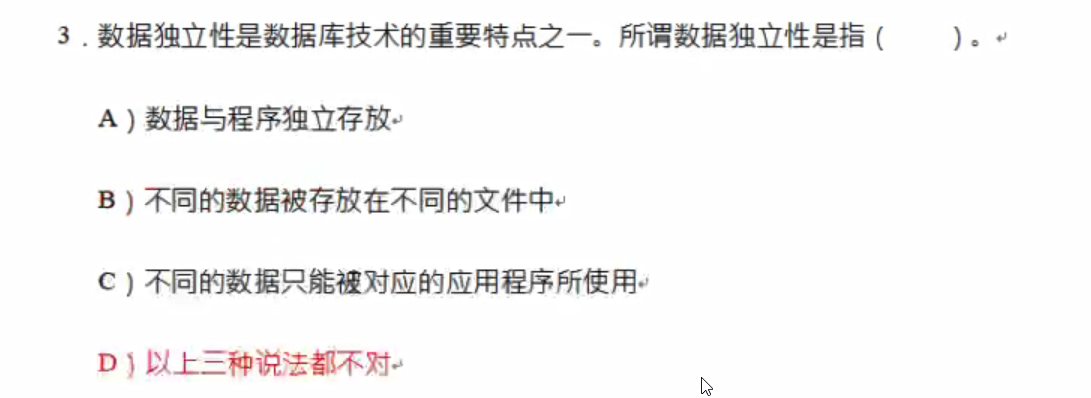 3．数据独立性是数据库技术的重要特点之一。所谓数据独立性是指（　　）。
A）数据与程序独立存放
B）不同的数据被存放在不同的文件中
C）不同的数据只能被对应的应用程序所使用
D）以上三种说法都不对